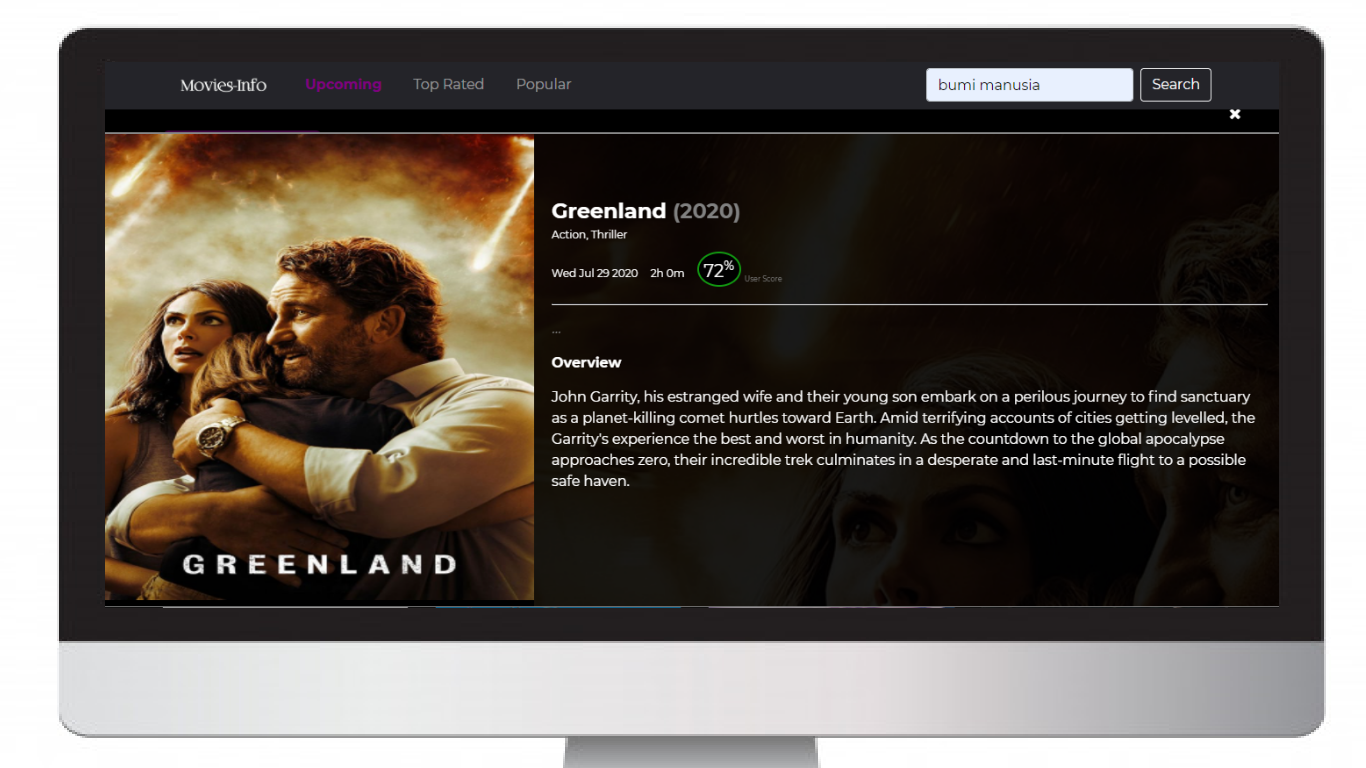 Movies-Info Upcoming Top Rated Popular bumi manusia Search
Greenland (2020)
Action, Thriller
Wed Jul 29 2020 2h 0m 72% User Score
...
Overview
John Garrity, his estranged wife and their young son embark on a perilous journey to find sanctuary
as a planet-killing comet hurtles toward Earth. Amid terrifying accounts of cities getting levelled, the
Garrity's experience the best and worst in humanity. As the countdown to the global apocalypse
approaches zero, their incredible trek culminates in a desperate and last-minute flight to a possible
safe haven.
GREENLAND